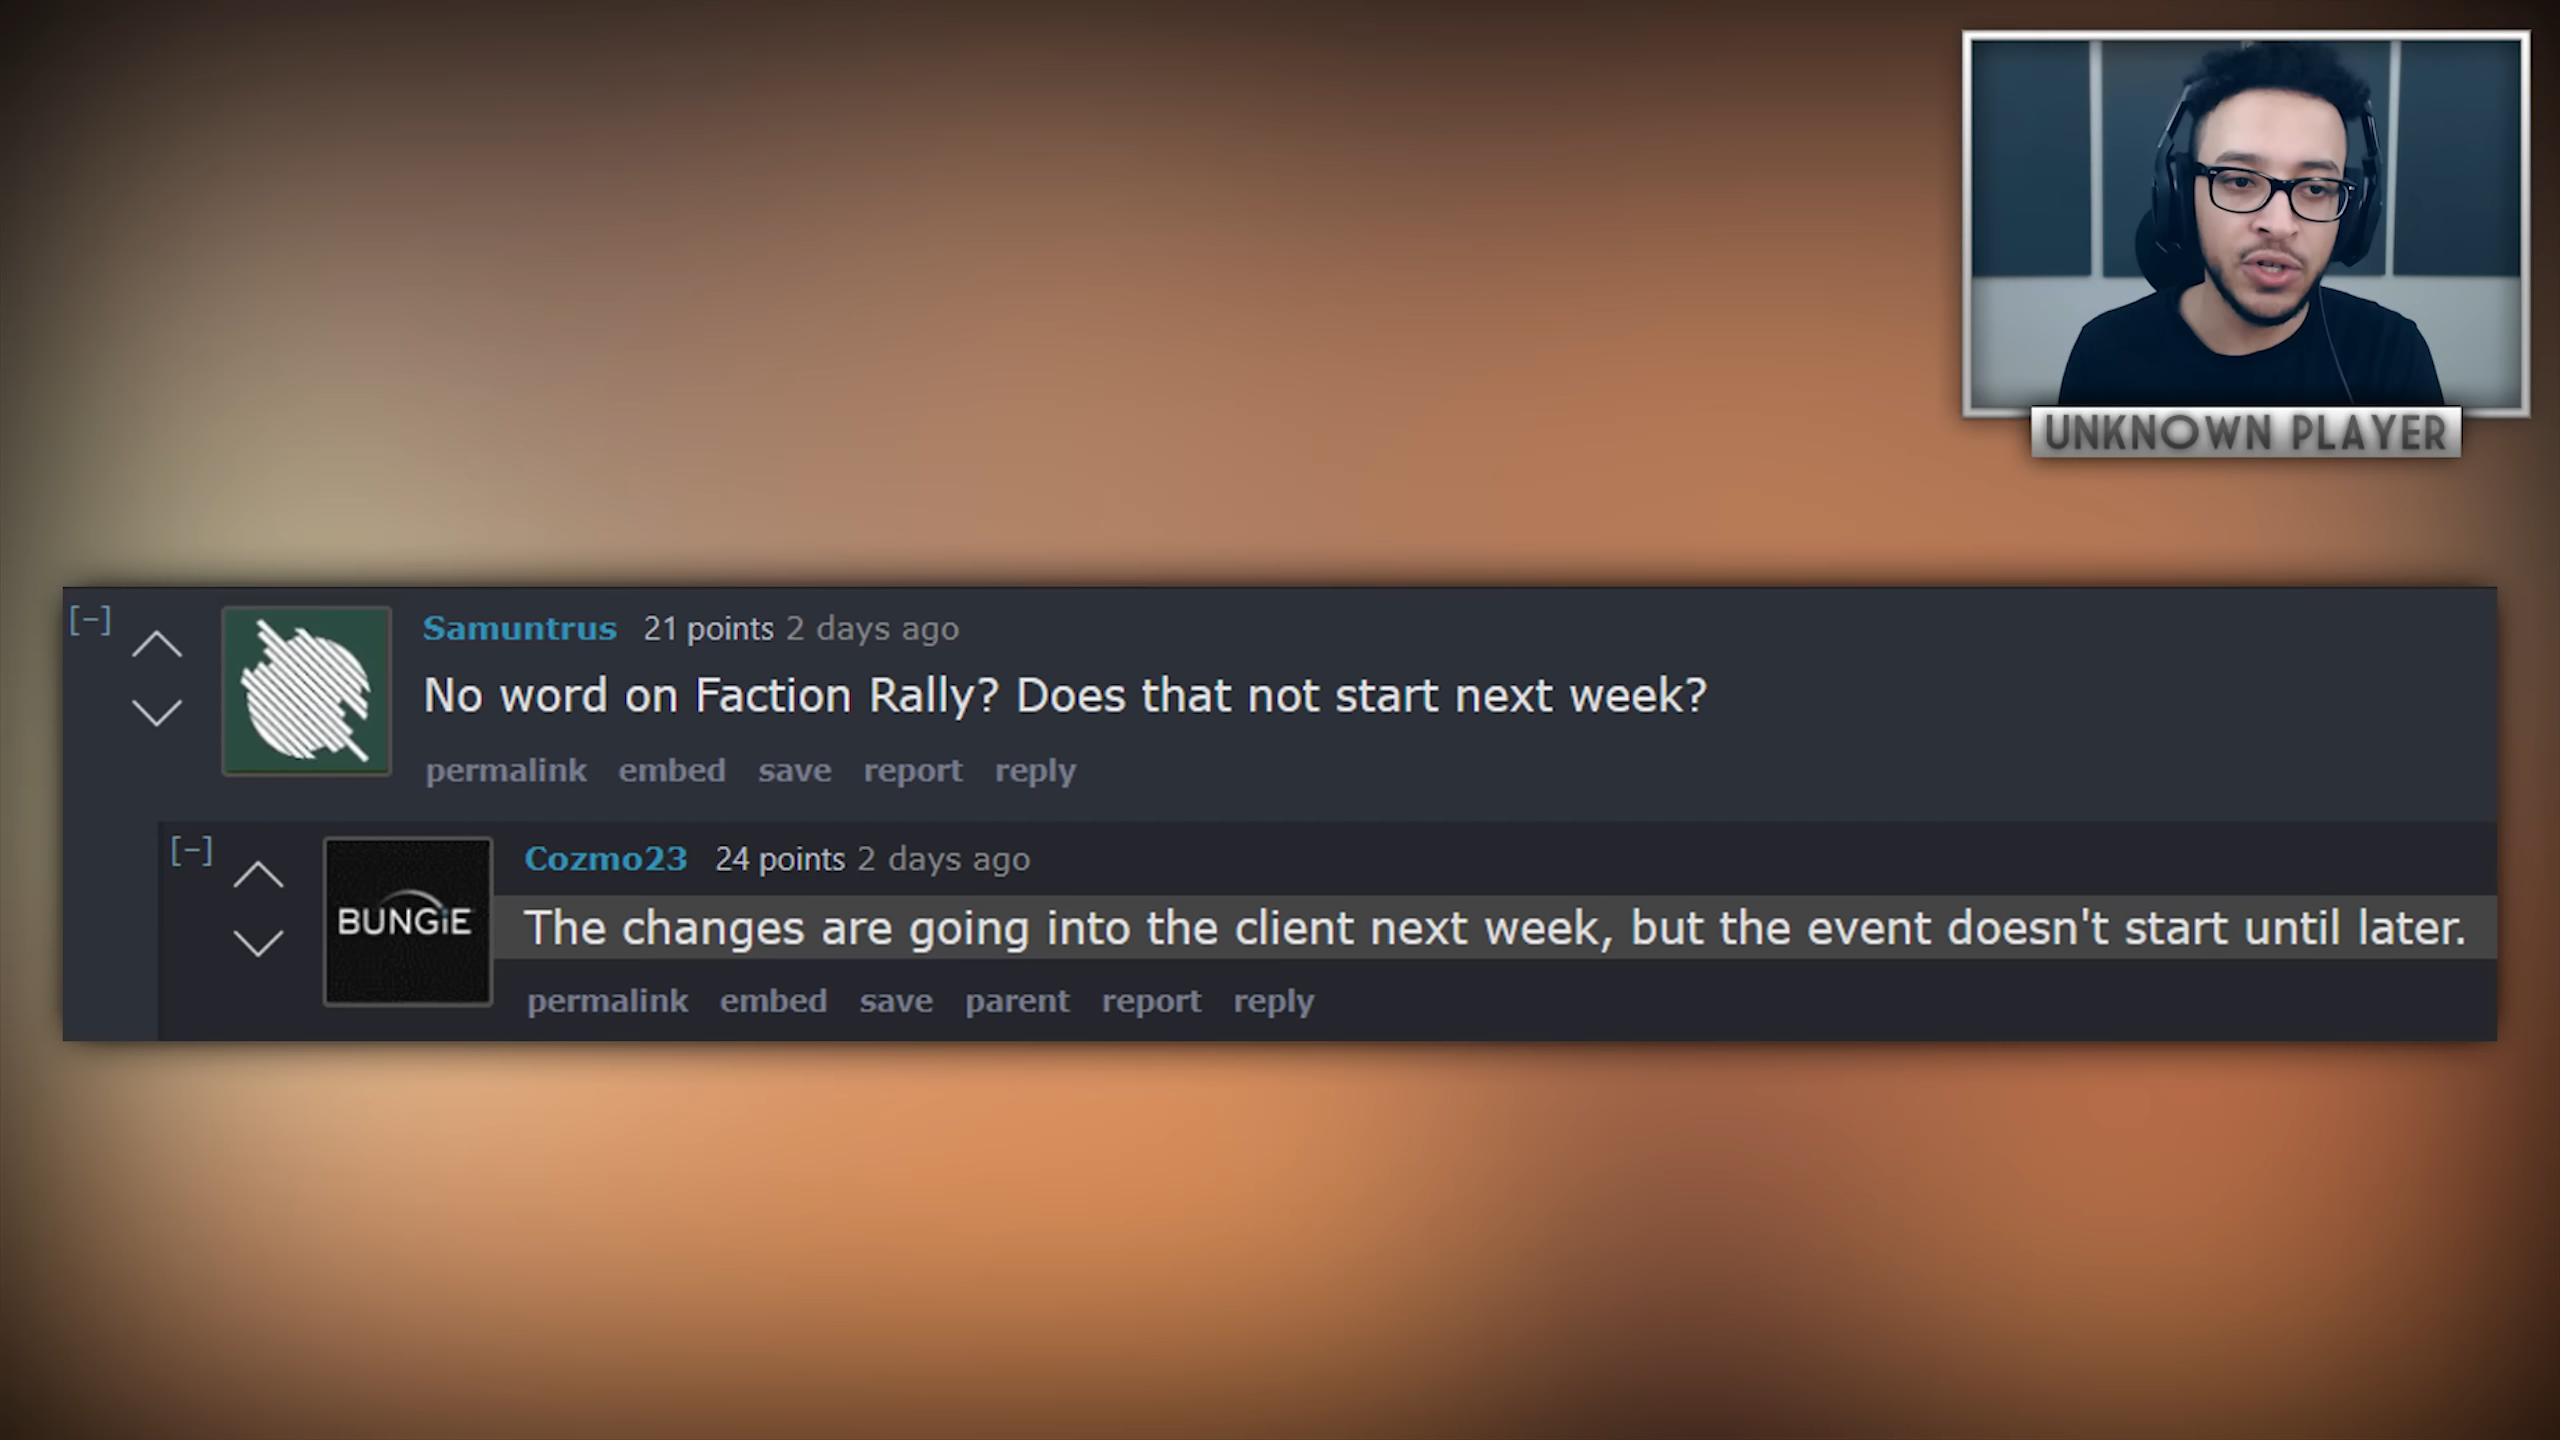 UNKNOWN PLAYER
[-]
Samuntrus 21 points 2 days ago
No word on Faction Rally? Does that not start next week?
permalink embed save report reply
[-]
BUNGiE
Cozmo23 24 points 2 days ago
The changes are going into the client next week, but the event doesn't start until later.
permalink embed save parent report reply